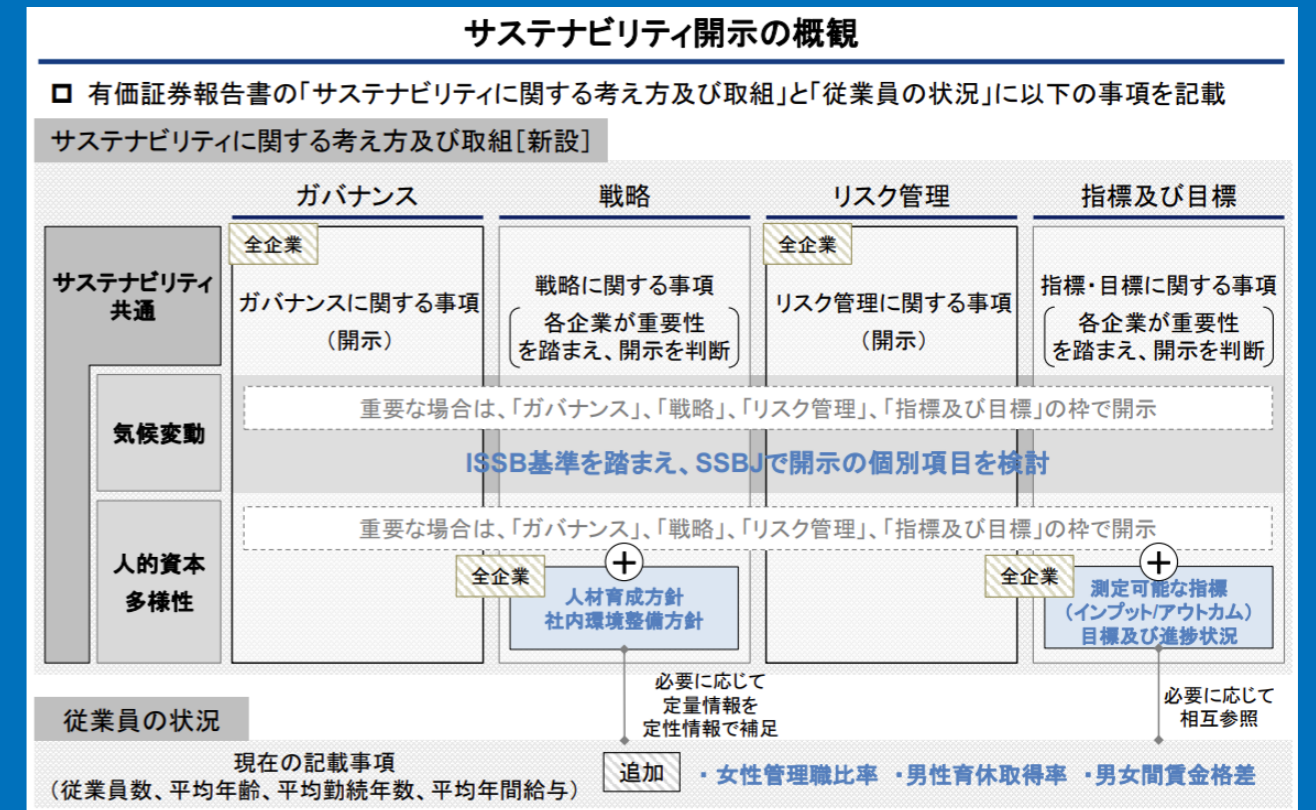 サステナビリティ開示の概観
有価証券報告書の「サステナビリティに関する考え方及び取組」と「従業員の状況」に以下の事項を記載
サステナビリティに関する考え方及び取組[新設]
ガバナンス
戦略
リスク管理
指標及び目標
サステナビリティ
共通
全企業
ガバナンスに関する事項
（開示）
戦略に関する事項
各企業が重要性
を踏まえ、開示を判断
全企業
リスク管理に関する事項
（開示）
指標・目標に関する事項
各企業が重要性
を踏まえ、開示を判断
気候変動
重要な場合は、「ガバナンス」、「戦略」、「リスク管理」、「指標及び目標」の枠で開示
ISSB基準を踏まえ、SSBJで開示の個別項目を検討
人的資本
多様性
重要な場合は、「ガバナンス」、「戦略」、「リスク管理」、「指標及び目標」の枠で開示
全企業
人材育成方針
社内環境整備方針
全企業
測定可能な指標
（インプット/アウトカム）
目標及び進捗状況
必要に応じて
定量情報を
定性情報で補足
必要に応じて
相互参照
従業員の状況
現在の記載事項
（従業員数、平均年齢、平均勤続年数、平均年間給与）
追加
・女性管理職比率 ・男性育休取得率 ・男女間賃金格差